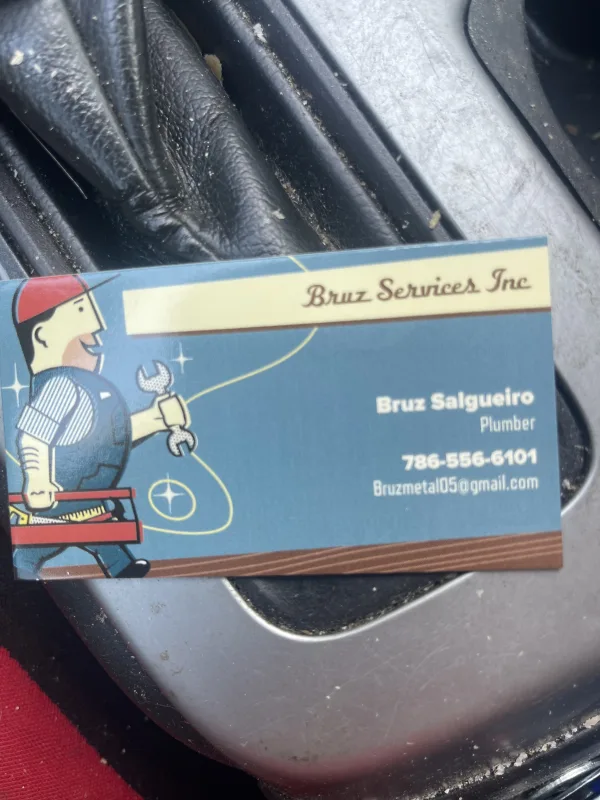 Bruz Services Inc
Bruz Salgueiro
Plumber
786-556-6101
Bruzmetal05@gmail.com